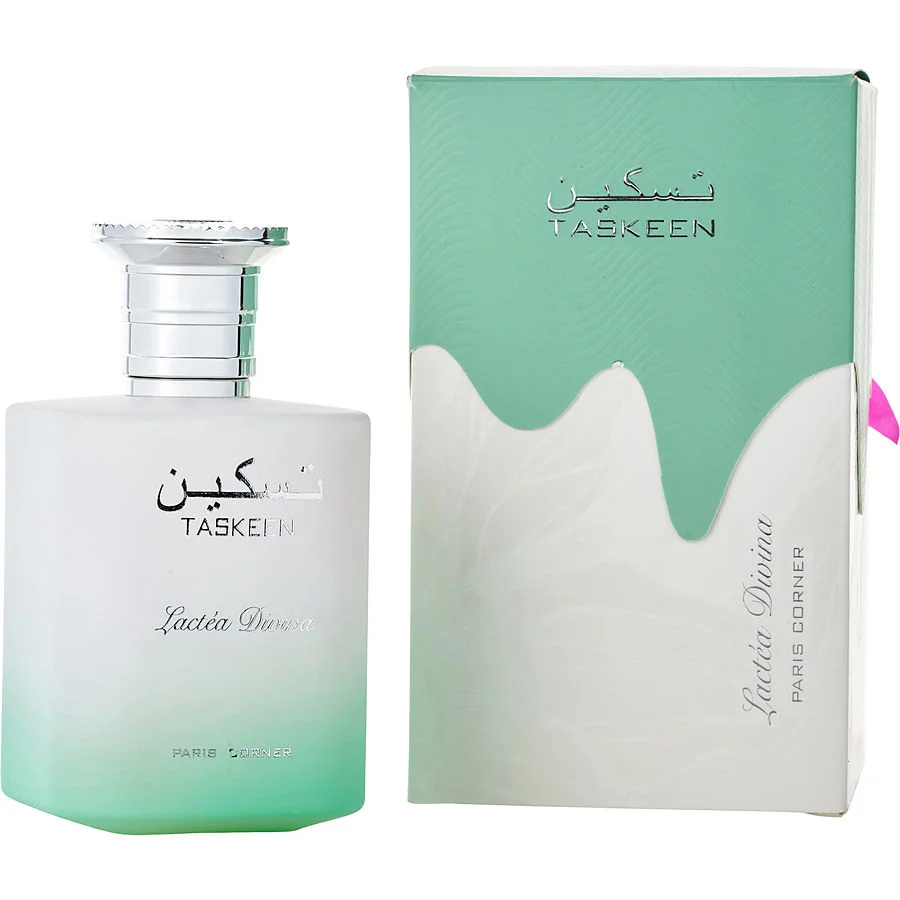 تسكين
TASKEEN
Lactéa Divina
PARIS CORNER
تسكين
TASKEEN
Lactéa Divina
PARIS CORNER